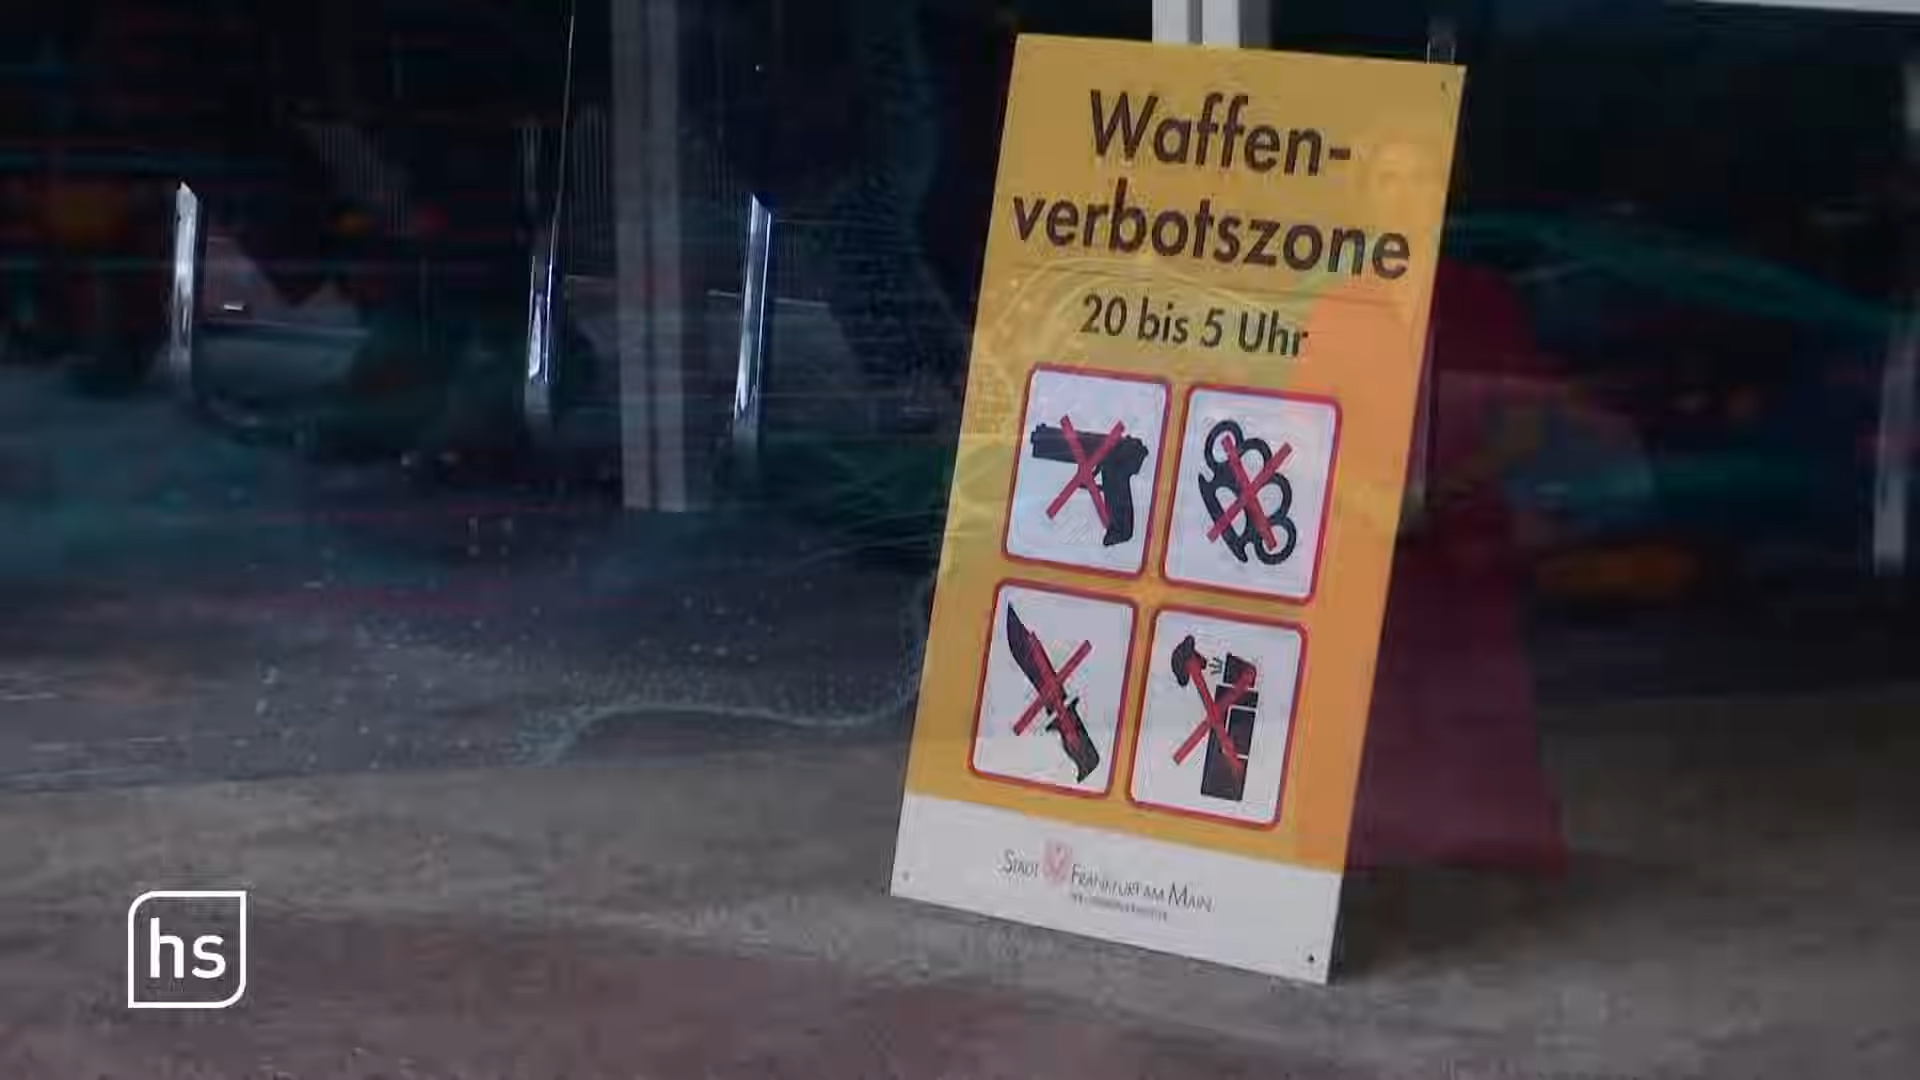 Waffen-
verbotszone
20 bis 5 Uhr
STADT FRANKFURT AM MAIN
hs